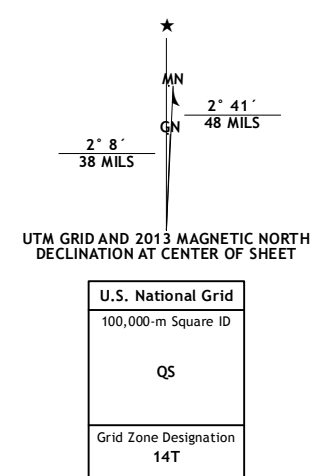 ★
MN
GN
2° 41´
48 MILS
2° 8´
38 MILS
UTM GRID AND 2013 MAGNETIC NORTH
DECLINATION AT CENTER OF SHEET
U.S. National Grid
100,000-m Square ID
QS
Grid Zone Designation
14T